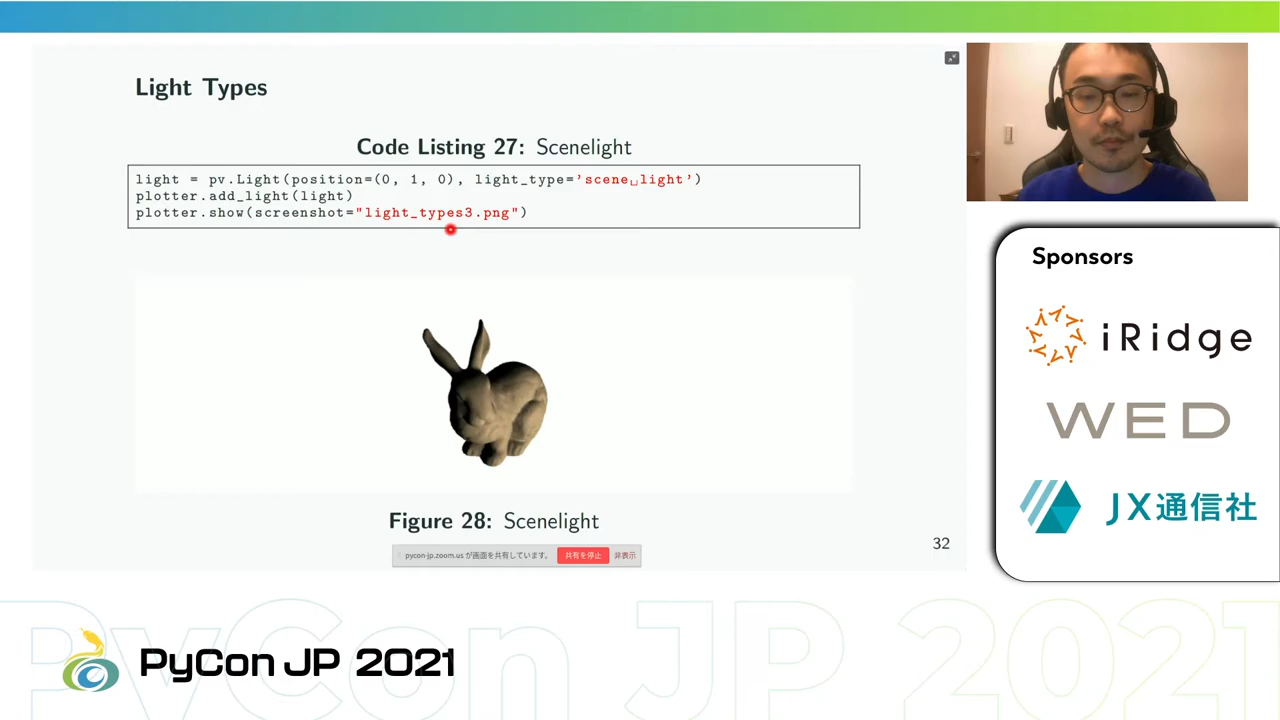 Light Types
Code Listing 27: Scenelight
light = pv.Light(position=(0, 1, 0), light_type='scene␣light')
plotter.add_light(light)
plotter.show(screenshot="light_types3.png")
Figure 28: Scenelight
pycon-jp.zoom.us が画面を共有しています。 共有を停止 非表示
32
Sponsors
iRidge
WED
JX通信社
PyCon JP 2021
PyCon JP 2021